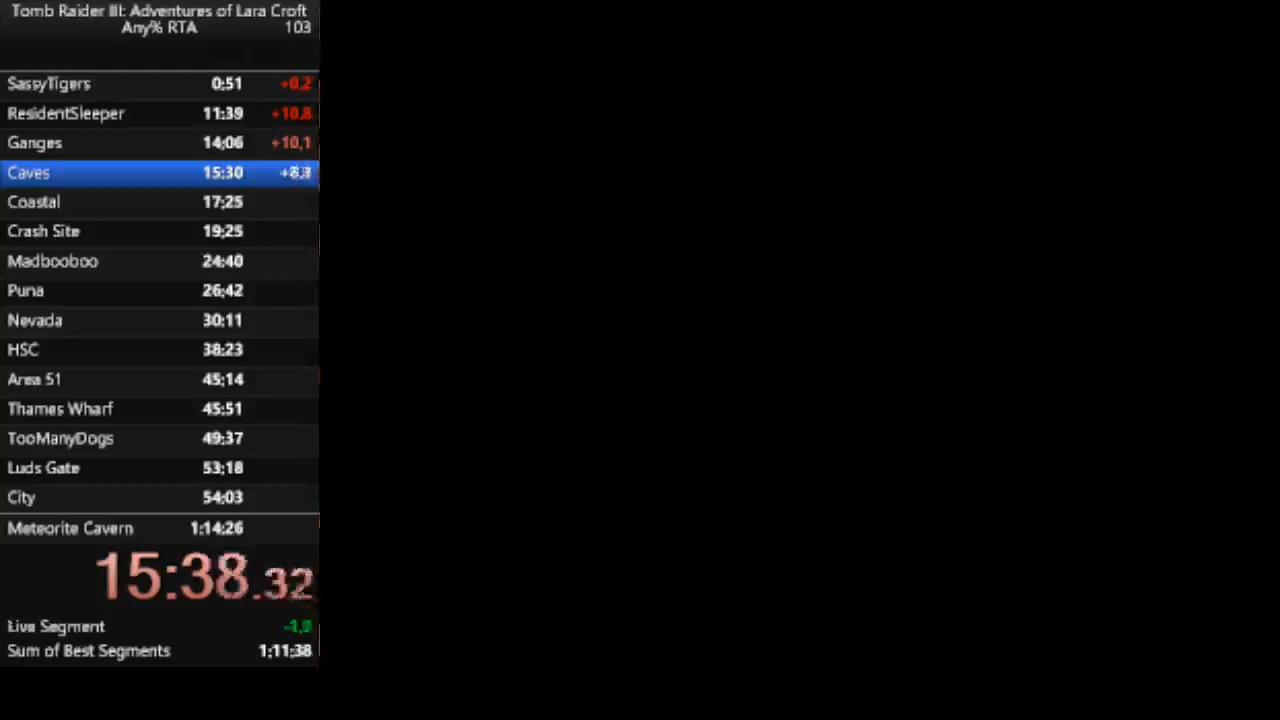 Tomb Raider III: Adventures of Lara Croft
Any% RTA 103
SassyTigers 0:51 +0,2
ResidentSleeper 11:39 +10,8
Ganges 14:06 +10,1
Caves 15:30
Coastal 17:25
Crash Site 19:25
Madbooboo 24:40
Puna 26:42
Nevada 30:11
HSC 38:23
Area 51 45:14
Thames Wharf 45:51
TooManyDogs 49:37
Luds Gate 53:18
City 54:03
Meteorite Cavern 1:14:26
15:38.32
Live Segment
Sum of Best Segments 1:11:38